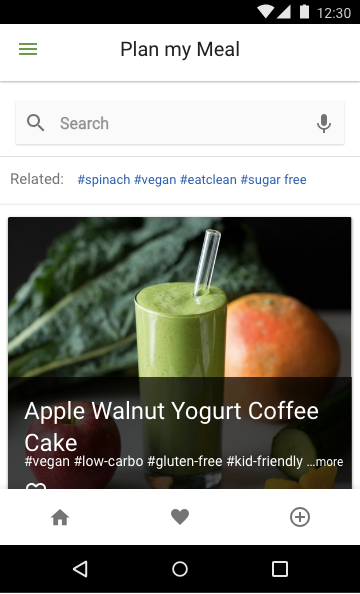 12:30
Plan my Meal
Search
Related: #spinach #vegan #eatclean #sugar free
Apple Walnut Yogurt Coffee
Cake
#vegan #low-carbo #gluten-free #kid-friendly ...more